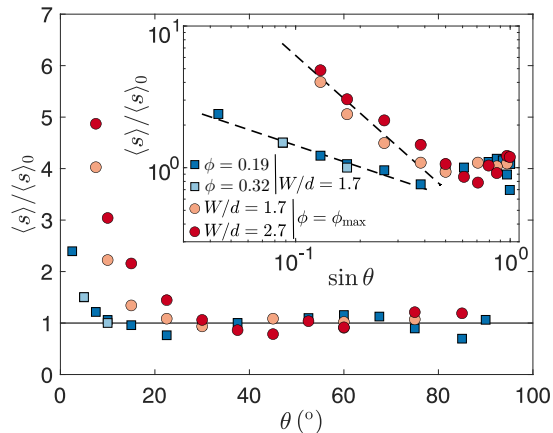 7
6
5
4
3
2
1
0
⟨s⟩/⟨s⟩₀
0 20 40 60 80 100
θ (°)
10¹
10⁰
⟨s⟩/⟨s⟩₀
10⁻¹ 10⁰
sin θ
ϕ = 0.19
ϕ = 0.32
W/d = 1.7
W/d = 1.7
W/d = 2.7
ϕ = ϕmax